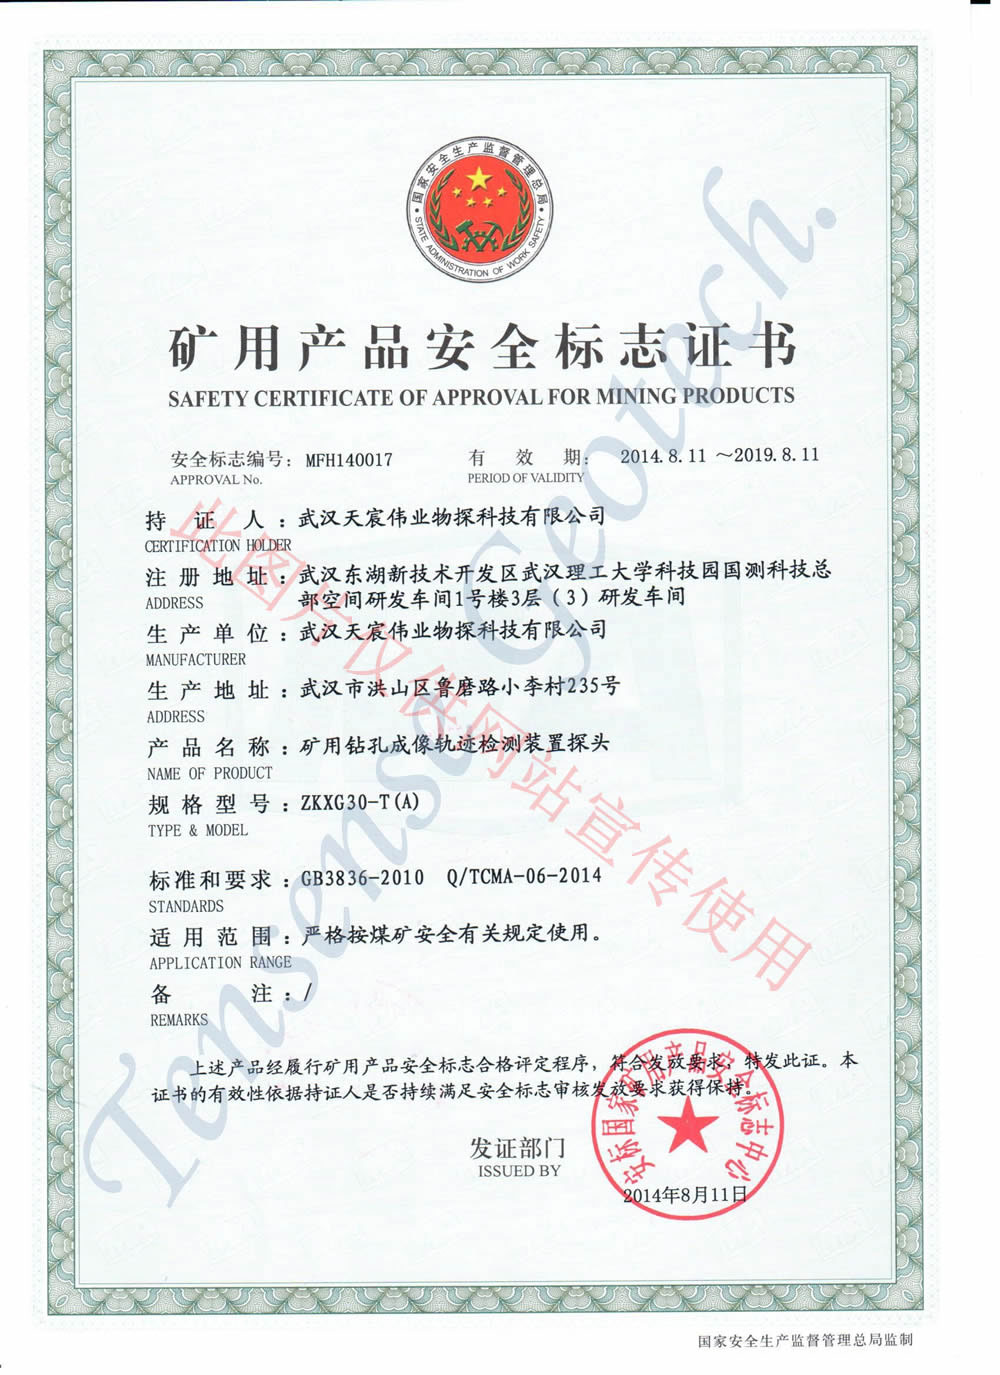 国家安全生产监督管理总局
STATE ADMINISTRATION OF WORK SAFETY
矿用产品安全标志证书
SAFETY CERTIFICATE OF APPROVAL FOR MINING PRODUCTS
安全标志编号: MFH140017 有 效 期: 2014.8.11 ～2019.8.11
APPROVAL No. PERIOD OF VALIDITY
持 证 人 : 武汉天宸伟业物探科技有限公司
CERTIFICATION HOLDER
注 册 地 址 : 武汉东湖新技术开发区武汉理工大学科技园国测科技总
ADDRESS 部空间研发车间1号楼3层（3）研发车间
生 产 单 位 : 武汉天宸伟业物探科技有限公司
MANUFACTURER
生 产 地 址 : 武汉市洪山区鲁磨路小李村235号
ADDRESS
产 品 名 称 : 矿用钻孔成像轨迹检测装置探头
NAME OF PRODUCT
规 格 型 号 : ZKXG30-T(A)
TYPE & MODEL
标准和要求 : GB3836-2010 Q/TCMA-06-2014
STANDARDS
适 用 范 围 : 严格按煤矿安全有关规定使用。
APPLICATION RANGE
备 注 : /
REMARKS
上述产品经履行矿用产品安全标志合格评定程序，符合发放要求，特发此证。本
证书的有效性依据持证人是否持续满足安全标志审核发放要求获得保持。
发证部门
ISSUED BY
安标国家矿用产品安全标志中心
2014年8月11日
国家安全生产监督管理总局监制
Tensense Geotech.
此图片仅供网站宣传使用